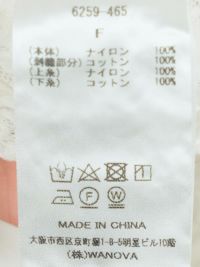 6259-465
F
(本体) ナイロン 100%
(刺繍部分) コットン 100%
(上糸) ナイロン 100%
(下糸) コットン 100%
MADE IN CHINA
大阪市西区京町堀1-8-5明星ビル10階
(株)WANOVA